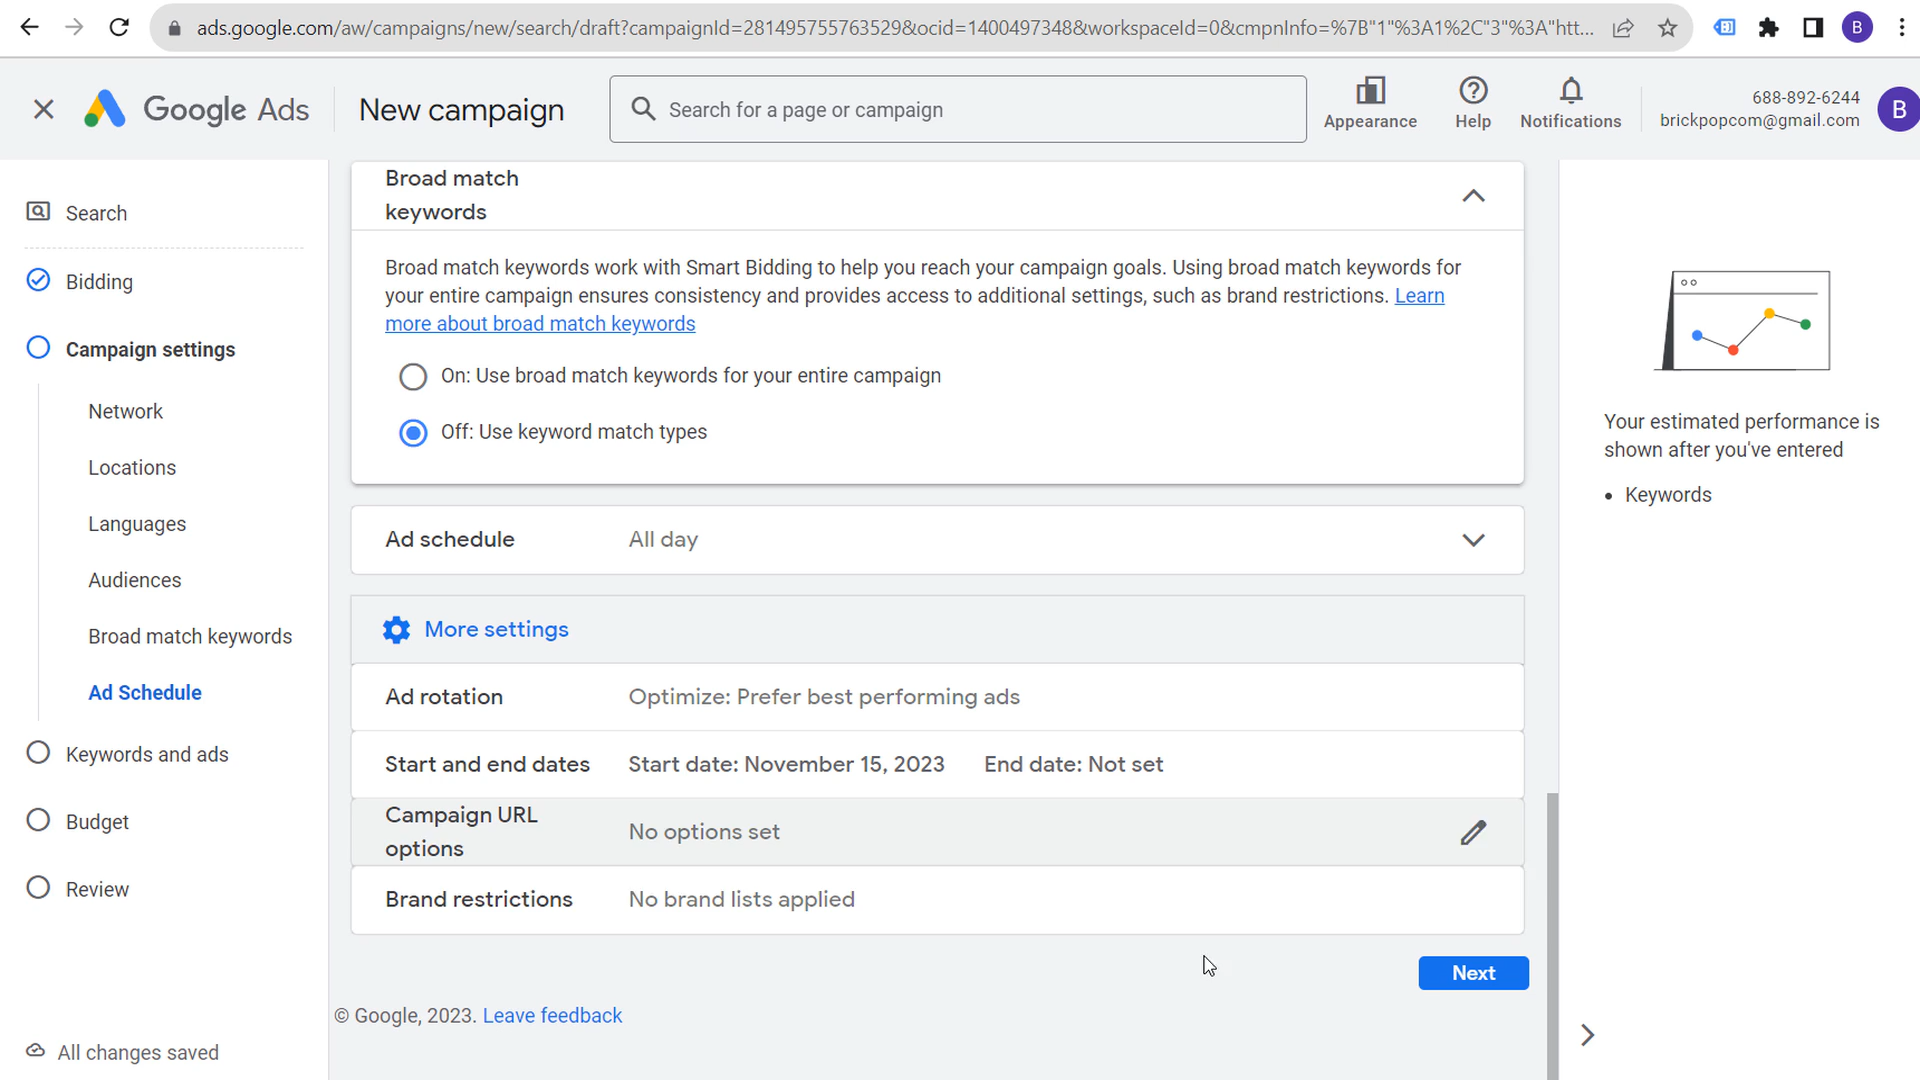 ads.google.com/aw/campaigns/new/search/draft?campaignId=281495755763529&ocid=1400497348&workspaceId=0&cmpnInfo=%7B"1"%3A1%2C"3"%3A"htt...
B
Google Ads
New campaign
Search for a page or campaign
Appearance
Help
Notifications
688-892-6244
brickpopcom@gmail.com
B
Search
Bidding
Campaign settings
Network
Locations
Languages
Audiences
Broad match keywords
Ad Schedule
Keywords and ads
Budget
Review
All changes saved
Broad match
keywords
Broad match keywords work with Smart Bidding to help you reach your campaign goals. Using broad match keywords for
your entire campaign ensures consistency and provides access to additional settings, such as brand restrictions. Learn
more about broad match keywords
On: Use broad match keywords for your entire campaign
Off: Use keyword match types
Ad schedule All day
More settings
Ad rotation Optimize: Prefer best performing ads
Start and end dates Start date: November 15, 2023 End date: Not set
Campaign URL
options
No options set
Brand restrictions No brand lists applied
Next
© Google, 2023. Leave feedback
Your estimated performance is
shown after you've entered
• Keywords